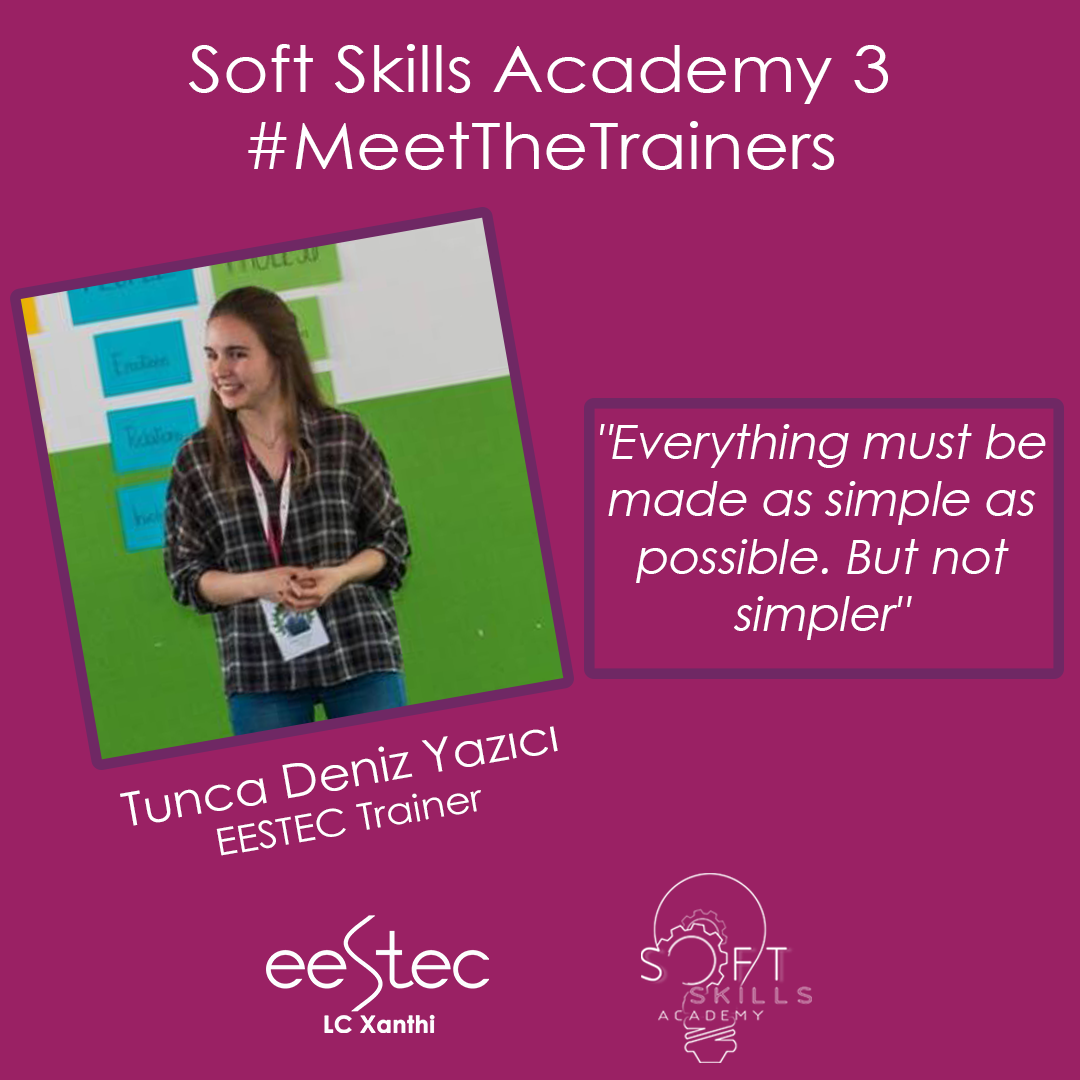 Soft Skills Academy 3
#MeetTheTrainers
Emotions
"Everything must be
made as simple as
possible. But not
simpler"
Tunca Deniz Yazıcı
EESTEC Trainer
eestec
LC Xanthi
SOFT
SKILLS
ACADEMY